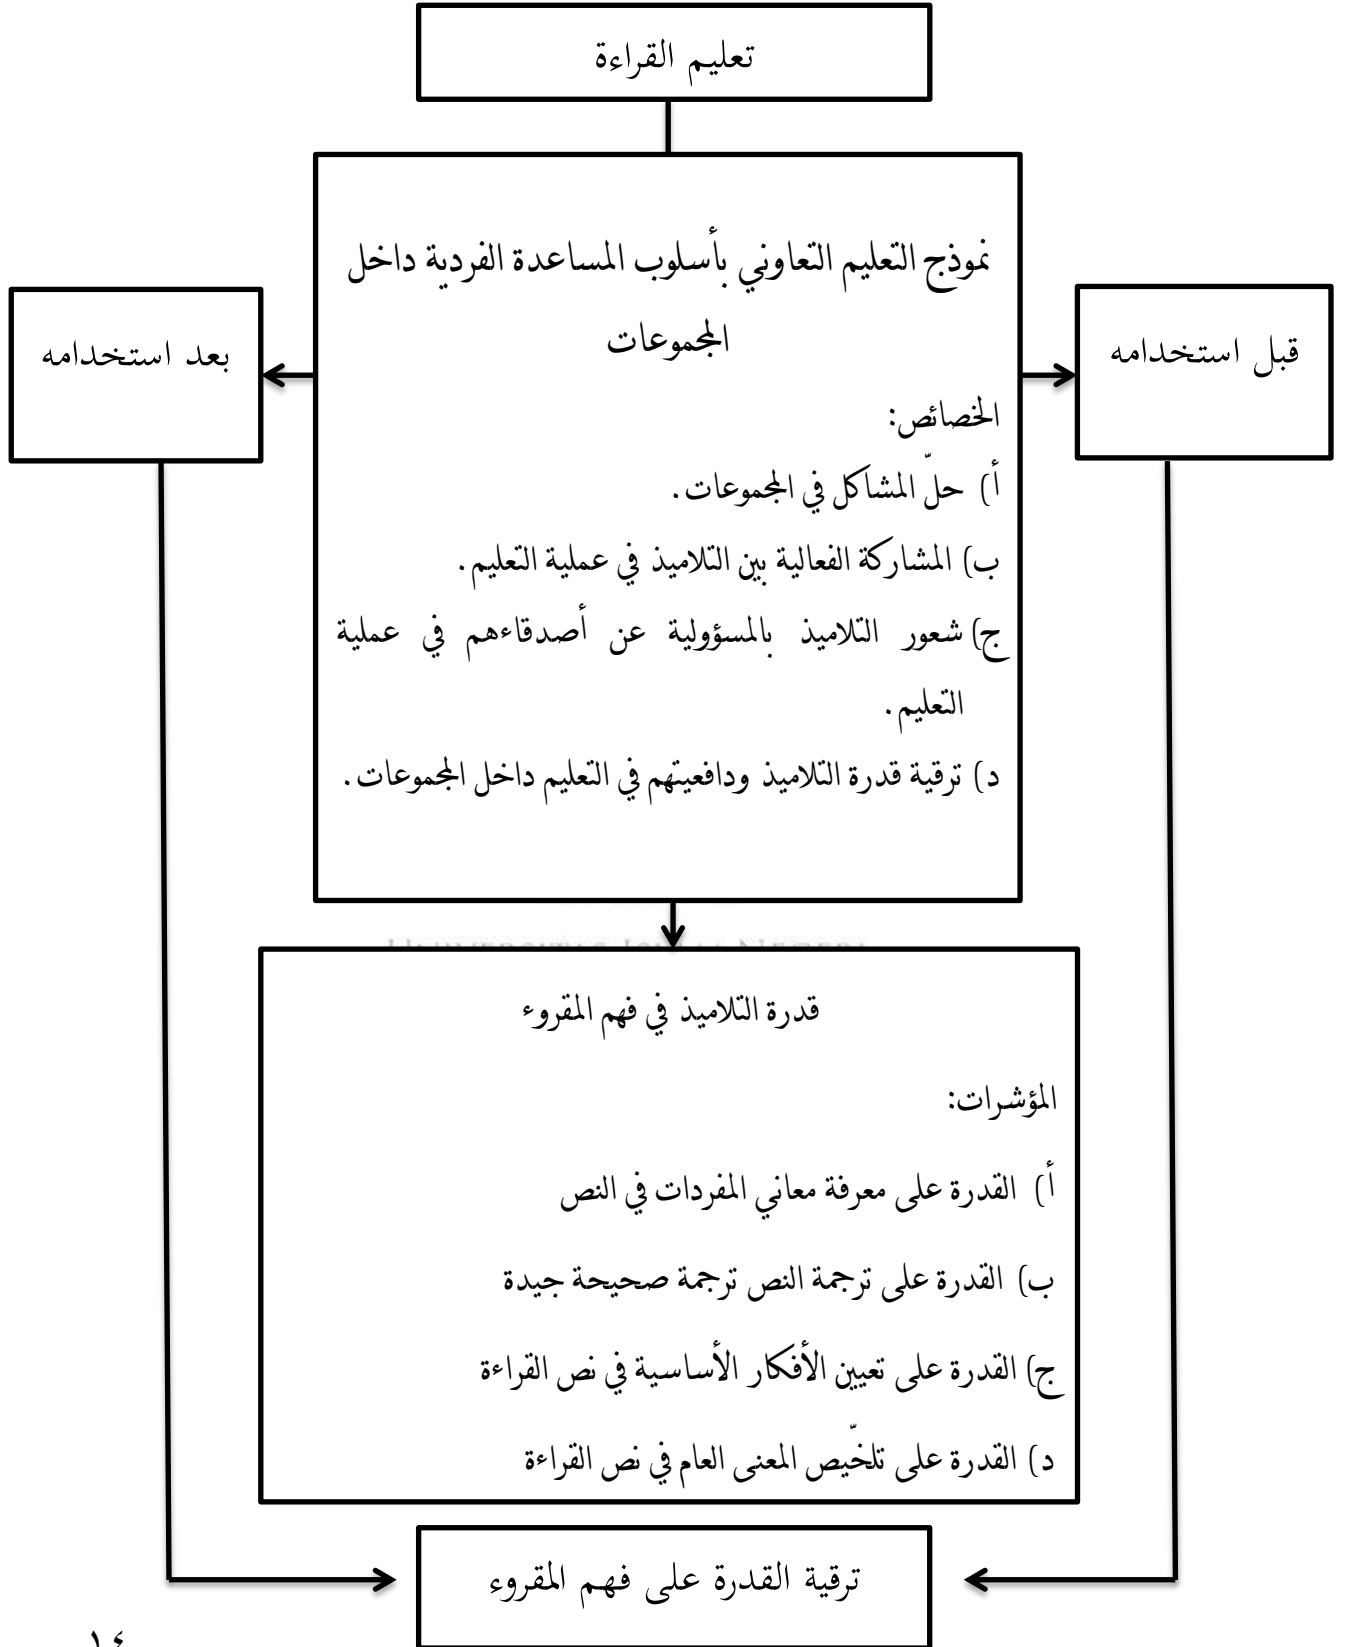 تعليم القراءة
نموذج التعليم التعاوني بأسلوب المساعدة الفردية داخل
المجموعات
الخصائص:
أ) حلّ المشاكل في المجموعات.
ب) المشاركة الفعالية بين التلاميذ في عملية التعليم.
ج) شعور التلاميذ بالمسؤولية عن أصدقاءهم في عملية
التعليم.
د) ترقية قدرة التلاميذ ودافعيتهم في التعليم داخل المجموعات.
قبل استخدامه
بعد استخدامه
قدرة التلاميذ في فهم المقروء
المؤشرات:
أ) القدرة على معرفة معاني المفردات في النص
ب) القدرة على ترجمة النص ترجمة صحيحة جيدة
ج) القدرة على تعيين الأفكار الأساسية في نص القراءة
د) القدرة على تلخّيص المعنى العام في نص القراءة
ترقية القدرة على فهم المقروء
١٤